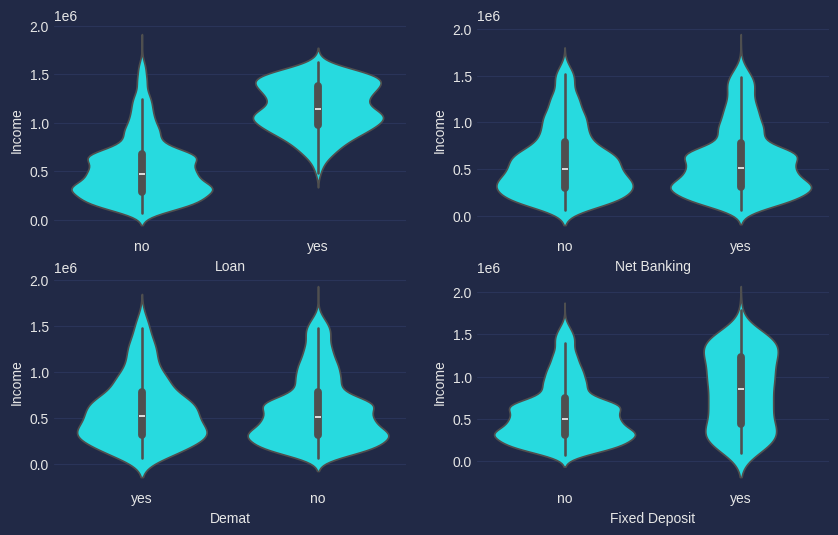 1e6
2.0
1.5
1.0
0.5
0.0
Income
no yes
Loan
1e6
2.0
1.5
1.0
0.5
0.0
Income
no yes
Net Banking
1e6
2.0
1.5
1.0
0.5
0.0
Income
yes no
Demat
1e6
2.0
1.5
1.0
0.5
0.0
Income
no yes
Fixed Deposit